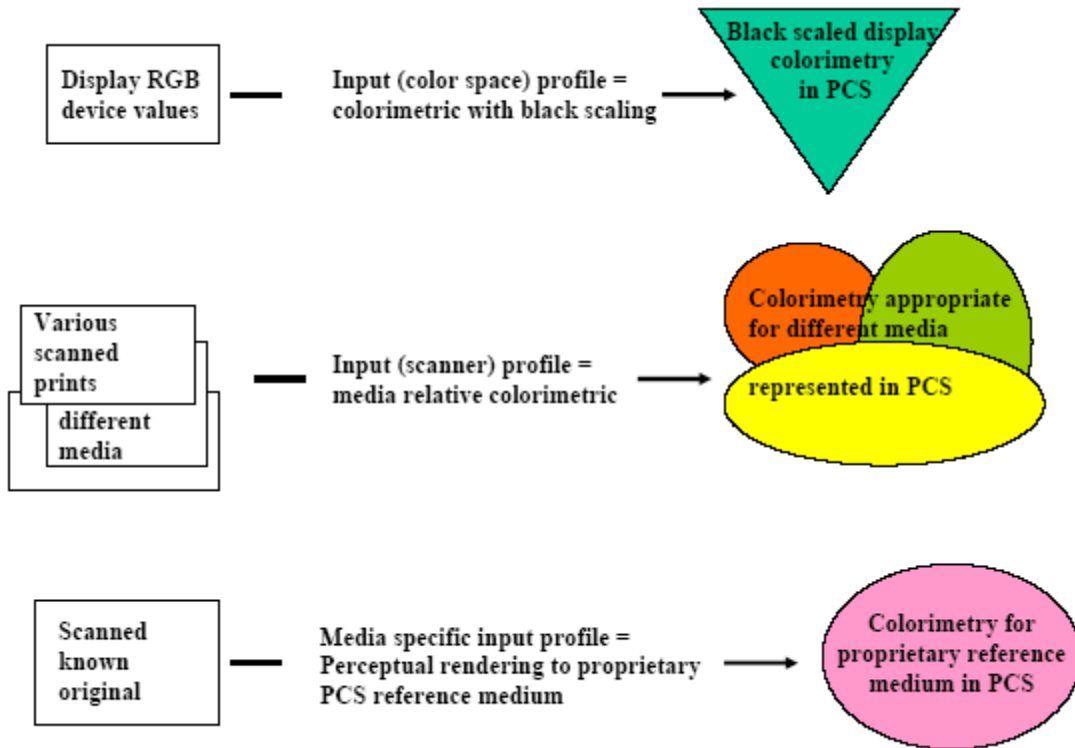 Display RGB
device values
Input (color space) profile =
colorimetric with black scaling
Black scaled display
colorimetry
in PCS
Various
scanned
prints
different
media
Input (scanner) profile =
media relative colorimetric
Colorimetry appropriate
for different media
represented in PCS
Scanned
known
original
Media specific input profile =
Perceptual rendering to proprietary
PCS reference medium
Colorimetry for
proprietary reference
medium in PCS